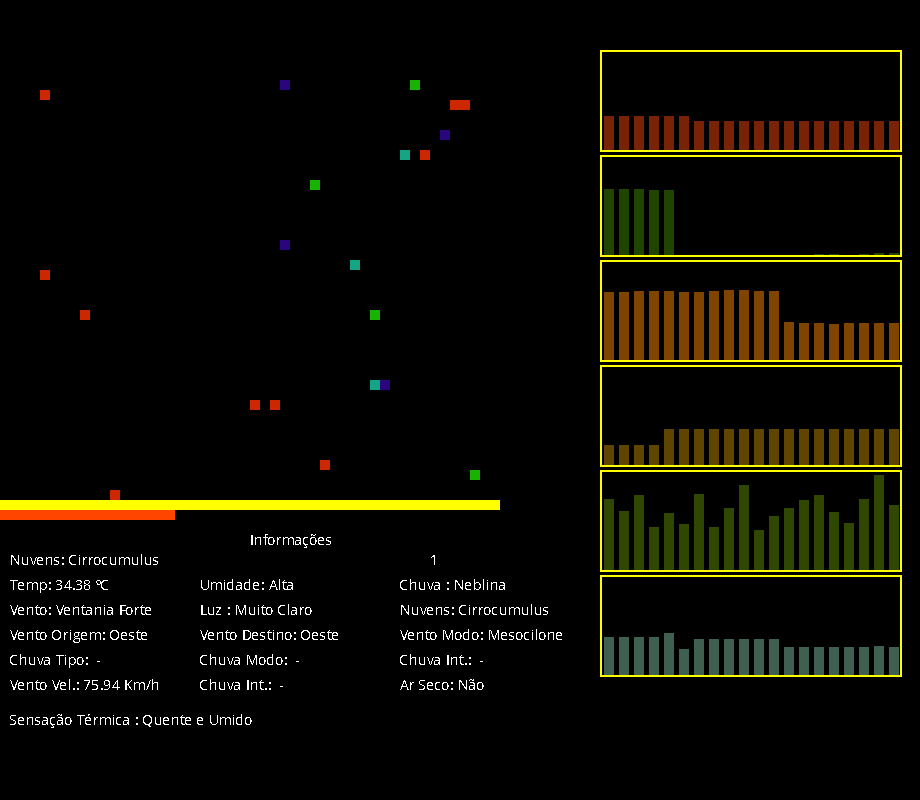 Informações
Nuvens: Cirrocumulus 1
Temp: 34.38 ºC Umidade: Alta Chuva : Neblina
Vento: Ventania Forte Luz : Muito Claro Nuvens: Cirrocumulus
Vento Origem: Oeste Vento Destino: Oeste Vento Modo: Mesocilone
Chuva Tipo: - Chuva Modo: - Chuva Int.: -
Vento Vel.: 75.94 Km/h Chuva Int.: - Ar Seco: Não
Sensação Térmica : Quente e Umido